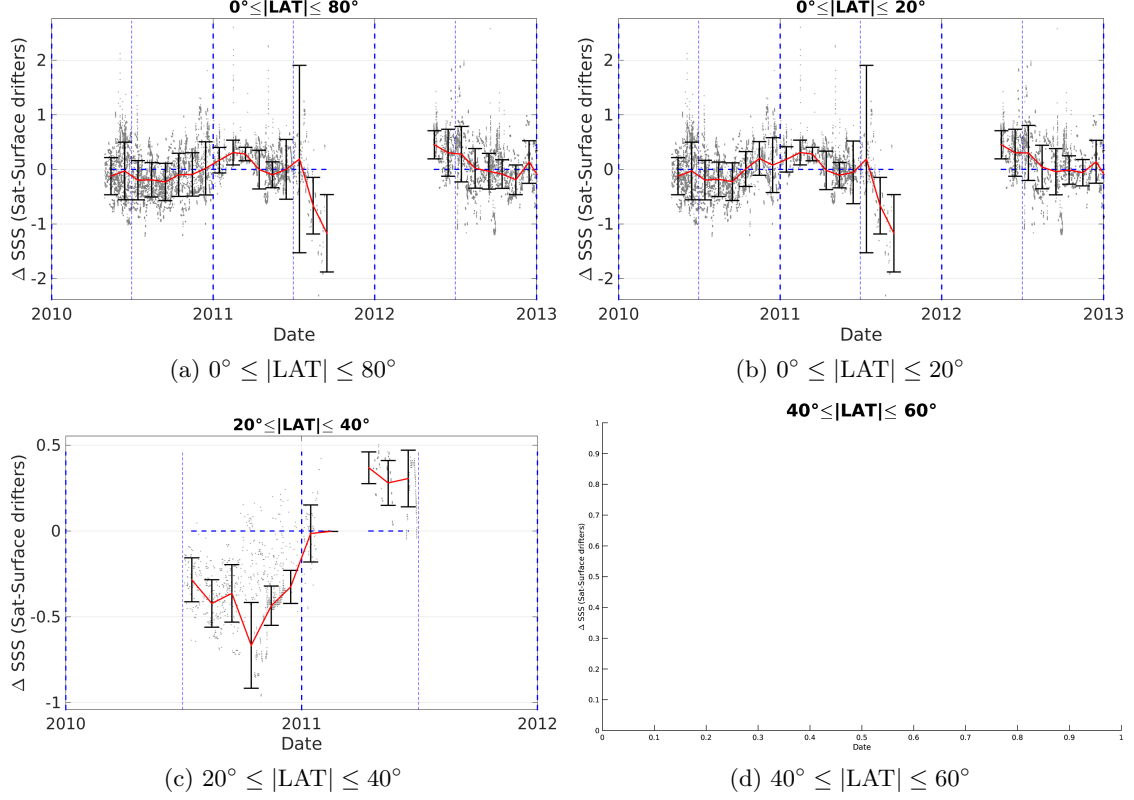 0°≤|LAT|≤ 80°
Δ SSS (Sat-Surface drifters)
2
1
0
-1
-2
2010
2011
2012
2013
Date
(a) 0° ≤ |LAT| ≤ 80°
0°≤|LAT|≤ 20°
Δ SSS (Sat-Surface drifters)
2
1
0
-1
-2
2010
2011
2012
2013
Date
(b) 0° ≤ |LAT| ≤ 20°
20°≤|LAT|≤ 40°
Δ SSS (Sat-Surface drifters)
0.5
0
-0.5
-1
2010
2011
2012
Date
(c) 20° ≤ |LAT| ≤ 40°
40°≤|LAT|≤ 60°
Δ SSS (Sat-Surface drifters)
1
0.9
0.8
0.7
0.6
0.5
0.4
0.3
0.2
0.1
0
0
0.1
0.2
0.3
0.4
0.5
0.6
0.7
0.8
0.9
1
Date
(d) 40° ≤ |LAT| ≤ 60°